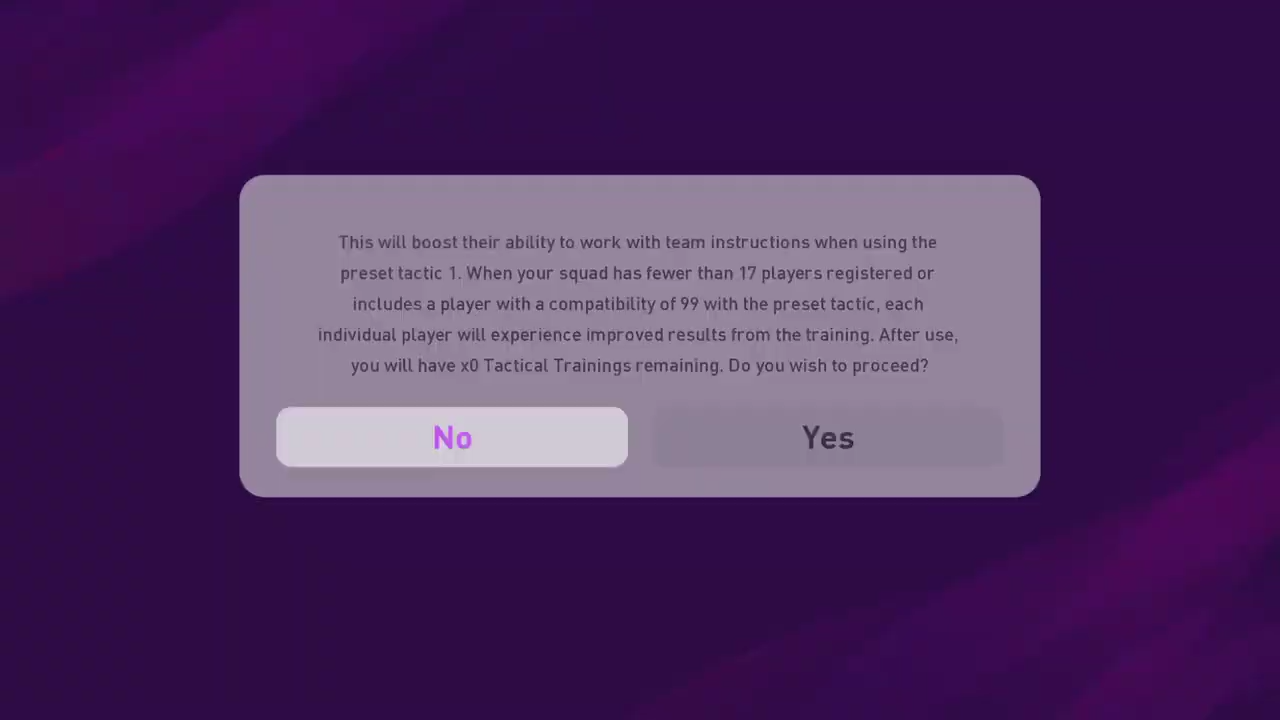 This will boost their ability to work with team instructions when using the
preset tactic 1. When your squad has fewer than 17 players registered or
includes a player with a compatibility of 99 with the preset tactic, each
individual player will experience improved results from the training. After use,
you will have x0 Tactical Trainings remaining. Do you wish to proceed?
No
Yes